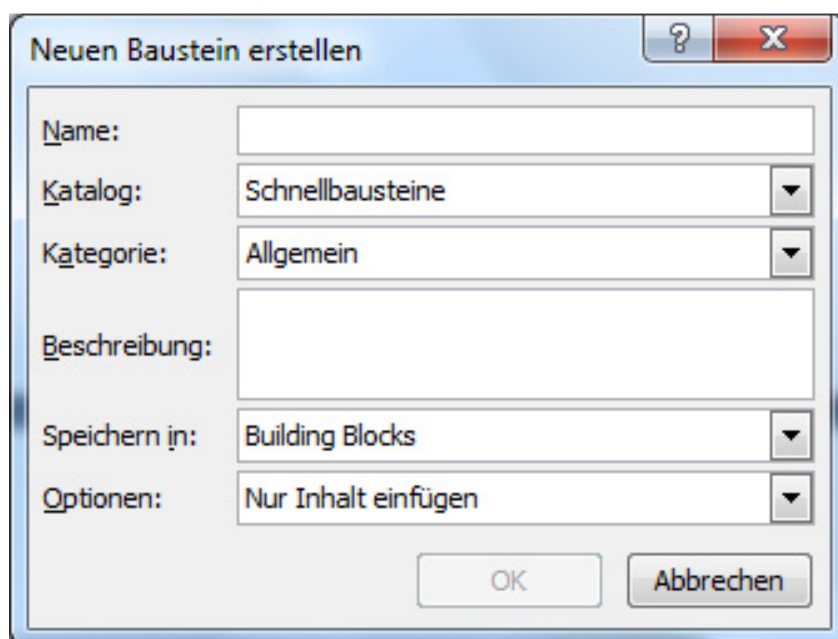 Neuen Baustein erstellen ?
Name:
Katalog: Schnellbausteine
Kategorie: Allgemein
Beschreibung:
Speichern in: Building Blocks
Optionen: Nur Inhalt einfügen
OK Abbrechen